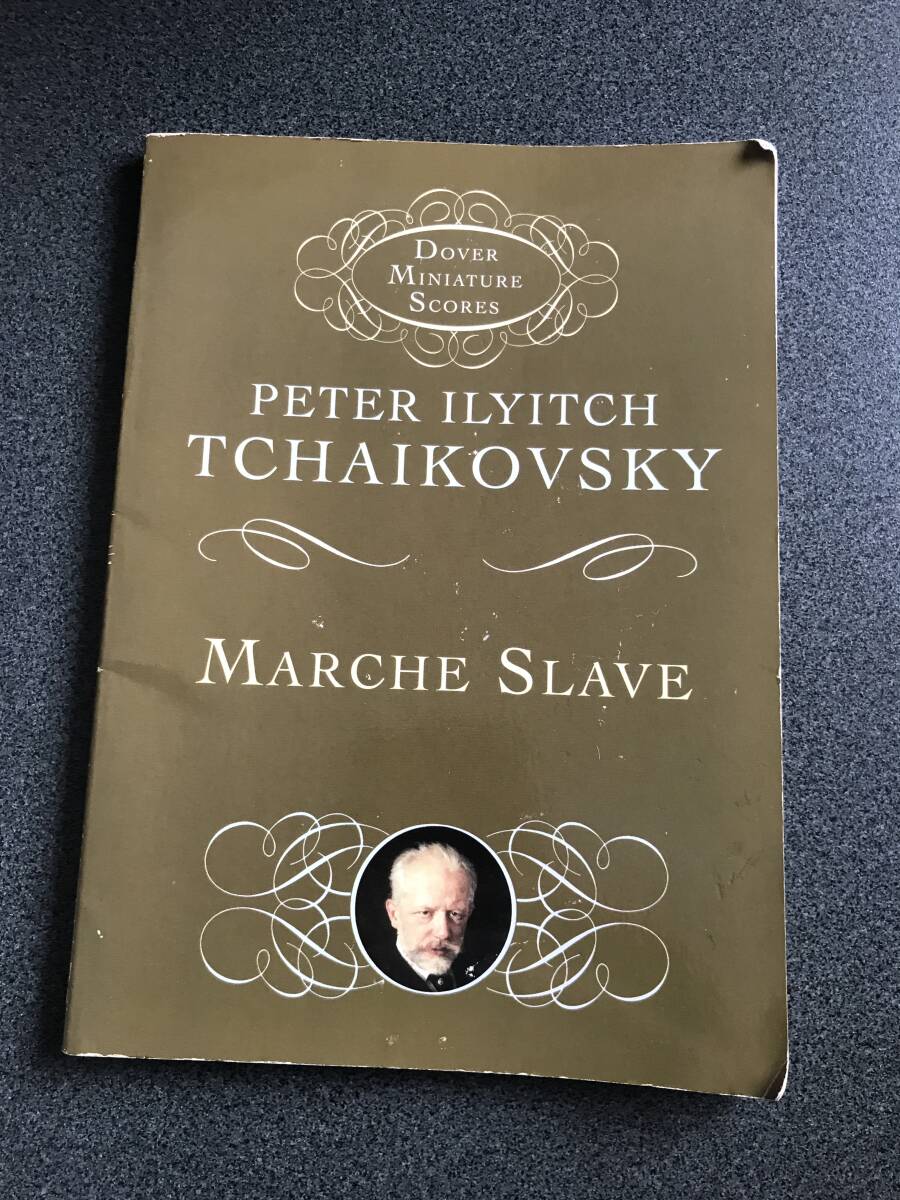 DOVER
MINIATURE
SCORES
PETER ILYITCH
TCHAIKOVSKY
MARCHE SLAVE